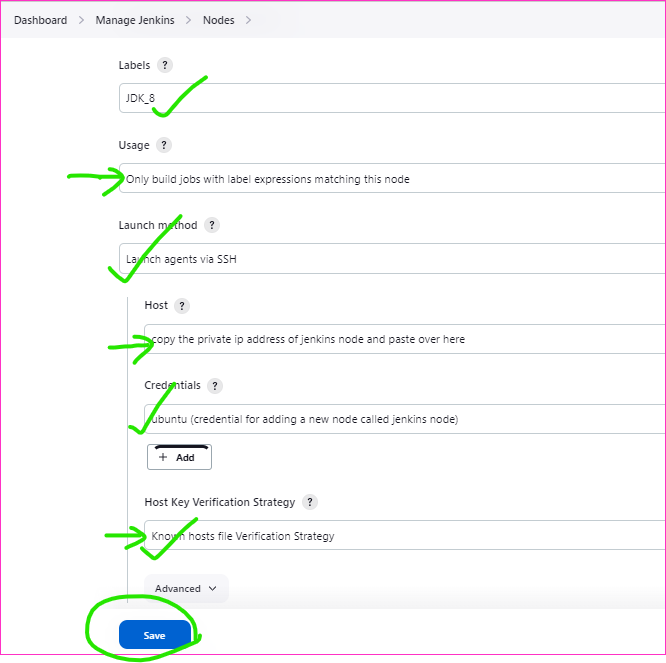 Dashboard > Manage Jenkins > Nodes >
Labels ?
JDK_8
Usage ?
Only build jobs with label expressions matching this node
Launch method ?
Launch agents via SSH
Host ?
copy the private ip address of jenkins node and paste over here
Credentials ?
ubuntu (credential for adding a new node called jenkins node)
+ Add
Host Key Verification Strategy ?
Known hosts file Verification Strategy
Advanced
Save